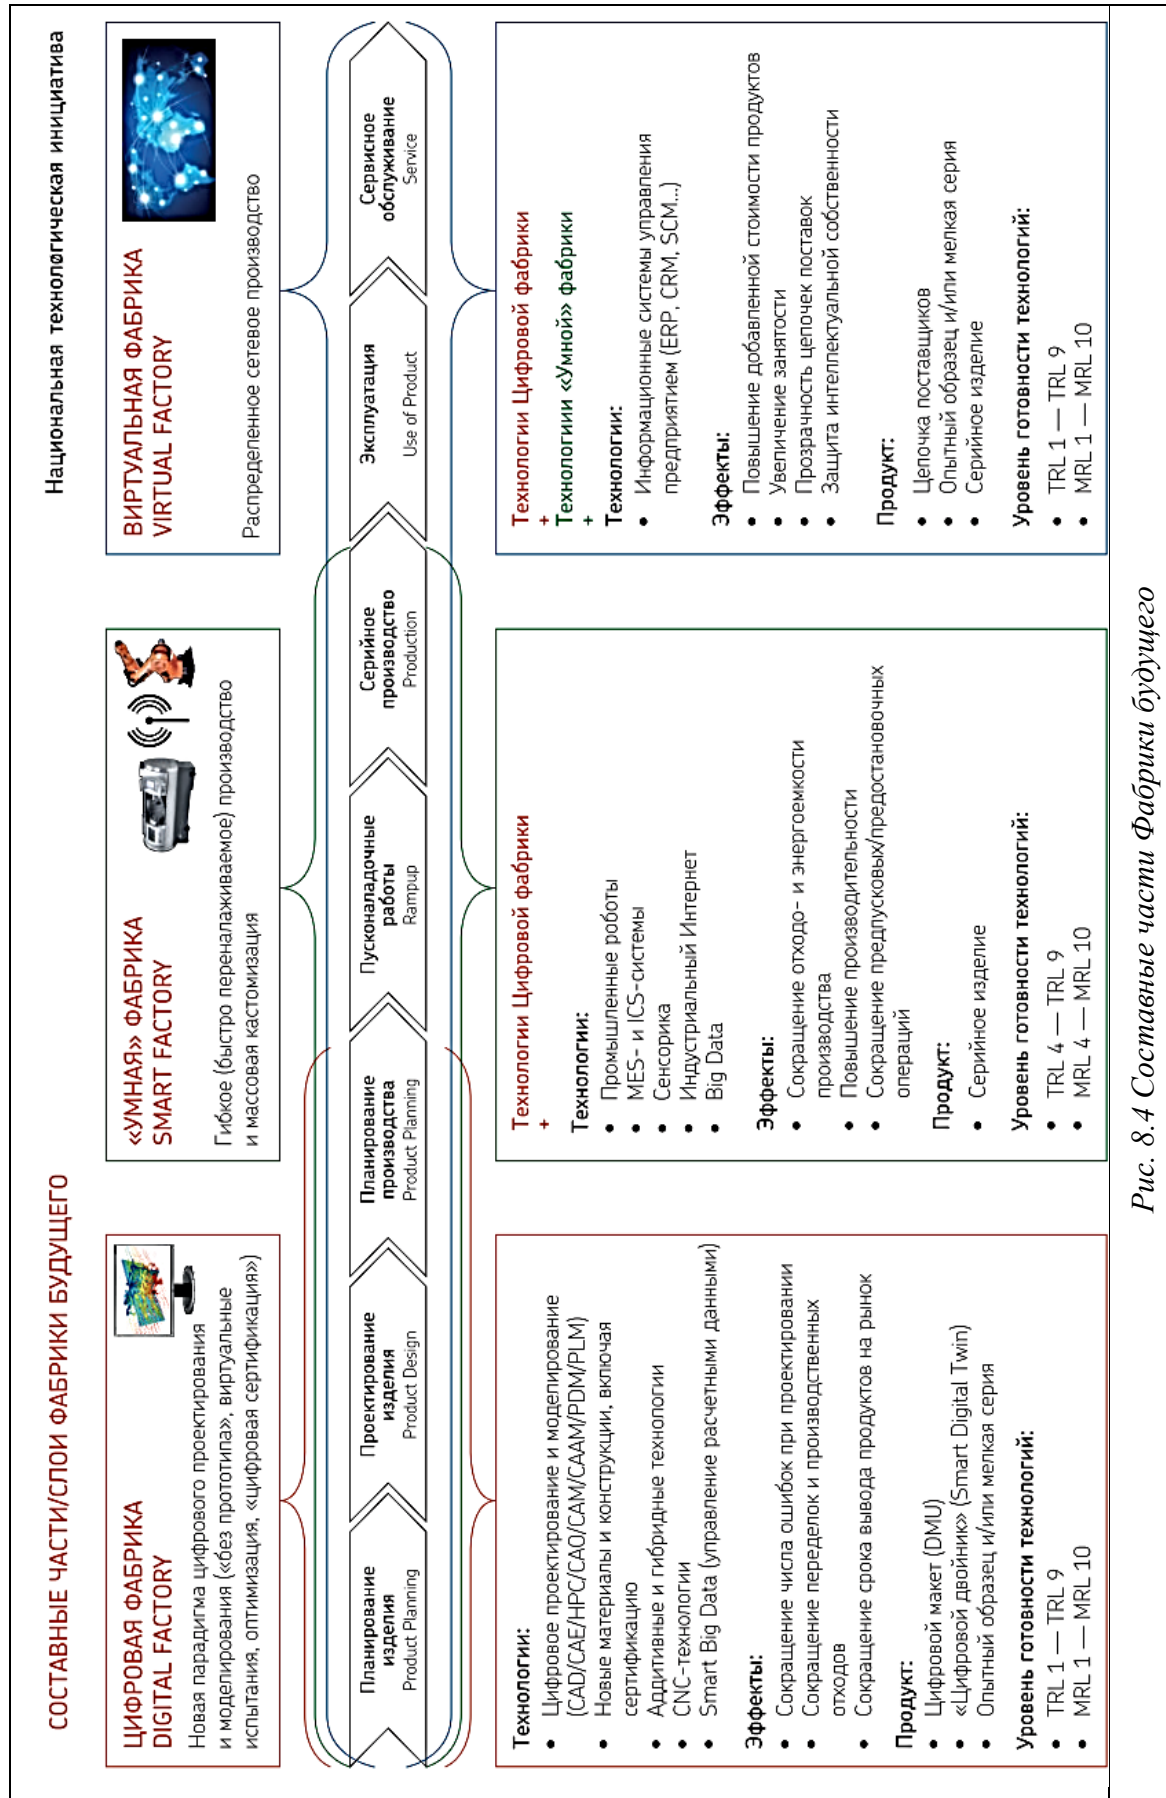 Национальная технологическая инициатива
СОСТАВНЫЕ ЧАСТИ/СЛОИ ФАБРИКИ БУДУЩЕГО
ЦИФРОВАЯ ФАБРИКА
DIGITAL FACTORY
Новая парадигма цифрового проектирования
и моделирования («без прототипа», виртуальные
испытания, оптимизация, «цифровая сертификация»)
«УМНАЯ» ФАБРИКА
SMART FACTORY
Гибкое (быстро переналаживаемое) производство
и массовая кастомизация
ВИРТУАЛЬНАЯ ФАБРИКА
VIRTUAL FACTORY
Распределенное сетевое производство
Планирование
изделия
Product Planning
Проектирование
изделия
Product Design
Планирование
производства
Product Planning
Пусконаладочные
работы
Rampup
Серийное
производство
Production
Эксплуатация
Use of Product
Сервисное
обслуживание
Service
Технологии:
• Цифровое проектирование и моделирование
(CAD/CAE/HPC/CAO/CAM/CAAM/PDM/PLM)
• Новые материалы и конструкции, включая
сертификацию
• Аддитивные и гибридные технологии
• CNC-технологии
• Smart Big Data (управление расчетными данными)
Эффекты:
• Сокращение числа ошибок при проектировании
• Сокращение переделок и производственных
отходов
• Сокращение срока вывода продуктов на рынок
Продукт:
• Цифровой макет (DMU)
• «Цифровой двойник» (Smart Digital Twin)
• Опытный образец и/или мелкая серия
Уровень готовности технологий:
• TRL 1 — TRL 9
• MRL 1 — MRL 10
Технологии Цифровой фабрики
+
Технологии:
• Промышленные роботы
• MES- и ICS-системы
• Сенсорика
• Индустриальный Интернет
• Big Data
Эффекты:
• Сокращение отходо- и энергоемкости
производства
• Повышение производительности
• Сокращение предпусковых/предостановочных
операций
Продукт:
• Серийное изделие
Уровень готовности технологий:
• TRL 4 — TRL 9
• MRL 4 — MRL 10
Технологии Цифровой фабрики
+
Технологиии «Умной» фабрики
+
Технологии:
• Информационные системы управления
предприятием (ERP, CRM, SCM...)
Эффекты:
• Повышение добавленной стоимости продуктов
• Увеличение занятости
• Прозрачность цепочек поставок
• Защита интеллектуальной собственности
Продукт:
• Цепочка поставщиков
• Опытный образец и/или мелкая серия
• Серийное изделие
Уровень готовности технологий:
• TRL 1 — TRL 9
• MRL 1 — MRL 10
Рис. 8.4 Составные части Фабрики будущего